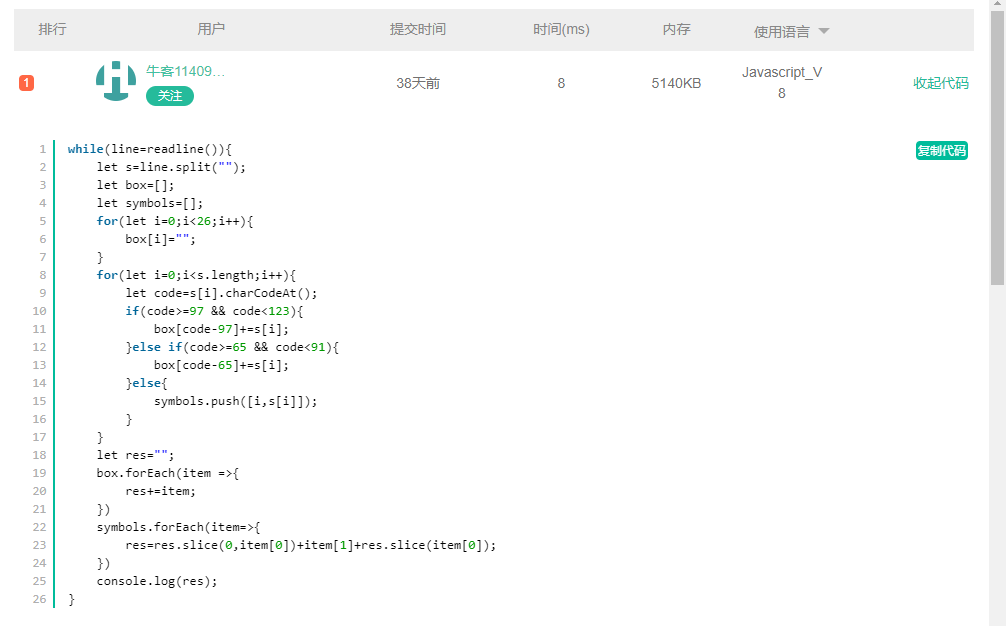 排行 用户 提交时间 时间(ms) 内存 使用语言
1 牛客11409… 关注 38天前 8 5140KB Javascript_V8 收起代码
复制代码
1 while(line=readline()){
2     let s=line.split("");
3     let box=[];
4     let symbols=[];
5     for(let i=0;i<26;i++){
6         box[i]="";
7     }
8     for(let i=0;i<s.length;i++){
9         let code=s[i].charCodeAt();
10         if(code>=97 && code<123){
11             box[code-97]+=s[i];
12         }else if(code>=65 && code<91){
13             box[code-65]+=s[i];
14         }else{
15             symbols.push([i,s[i]]);
16         }
17     }
18     let res="";
19     box.forEach(item =>{
20         res+=item;
21     })
22     symbols.forEach(item=>{
23         res=res.slice(0,item[0])+item[1]+res.slice(item[0]);
24     })
25     console.log(res);
26 }